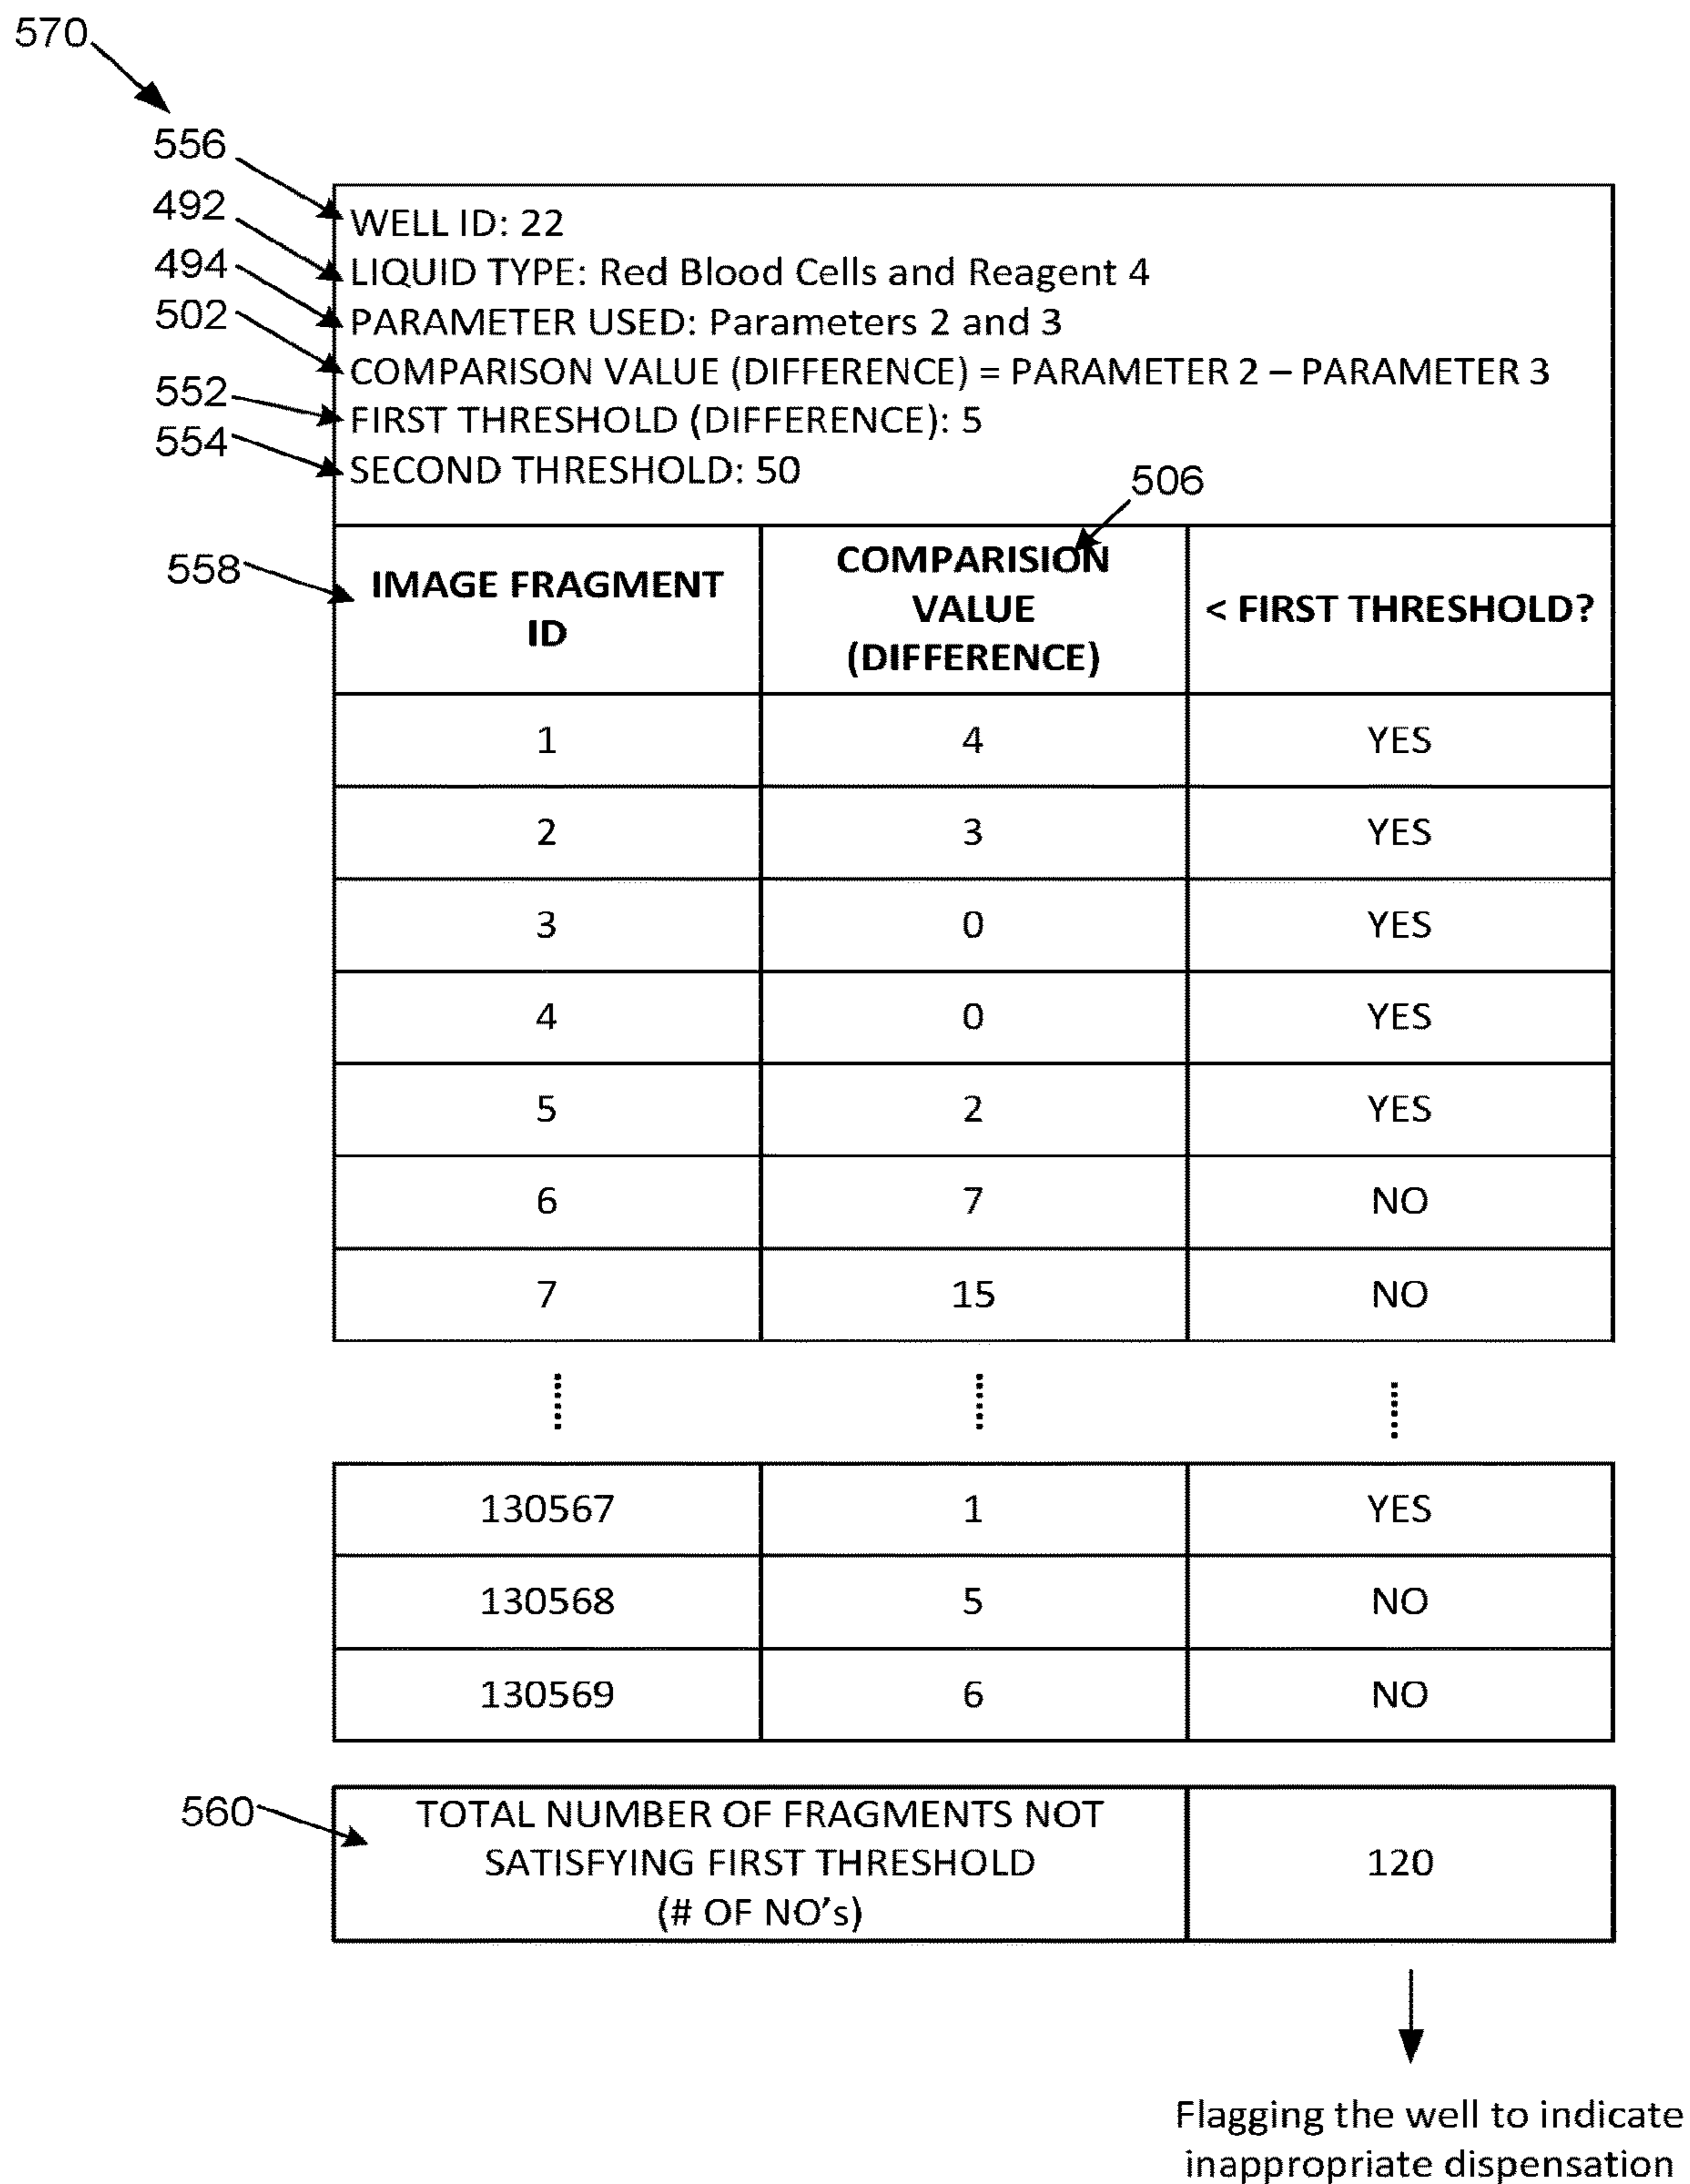 570
556
492
494
502
552
554
WELL ID: 22
LIQUID TYPE: Red Blood Cells and Reagent 4
PARAMETER USED: Parameters 2 and 3
COMPARISON VALUE (DIFFERENCE) = PARAMETER 2 – PARAMETER 3
FIRST THRESHOLD (DIFFERENCE): 5
SECOND THRESHOLD: 50
506
558
IMAGE FRAGMENT
ID
COMPARISION
VALUE
(DIFFERENCE)
< FIRST THRESHOLD?
1 4 YES
2 3 YES
3 0 YES
4 0 YES
5 2 YES
6 7 NO
7 15 NO
130567 1 YES
130568 5 NO
130569 6 NO
560
TOTAL NUMBER OF FRAGMENTS NOT
SATISFYING FIRST THRESHOLD
(# OF NO's)
120
Flagging the well to indicate
inappropriate dispensation